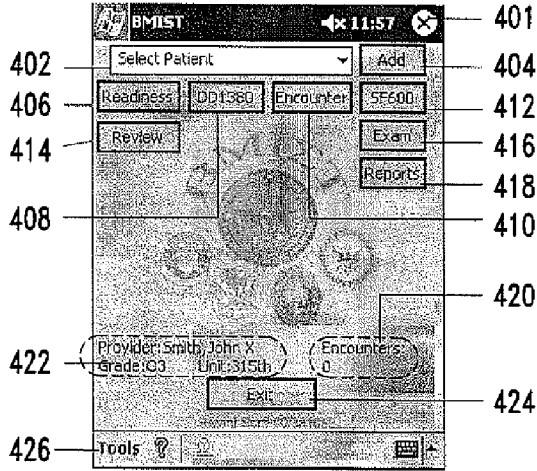 BMIST 11:57 401
402 Select Patient Add 404
406 Readiness DD1380 Encounter SF600 412
414 Review Exam 416
Reports 418
408 410
420
Provider:Smith, John X Encounters:
422 Grade:O3 Unit:315th 0
Exit 424
426 Tools ?